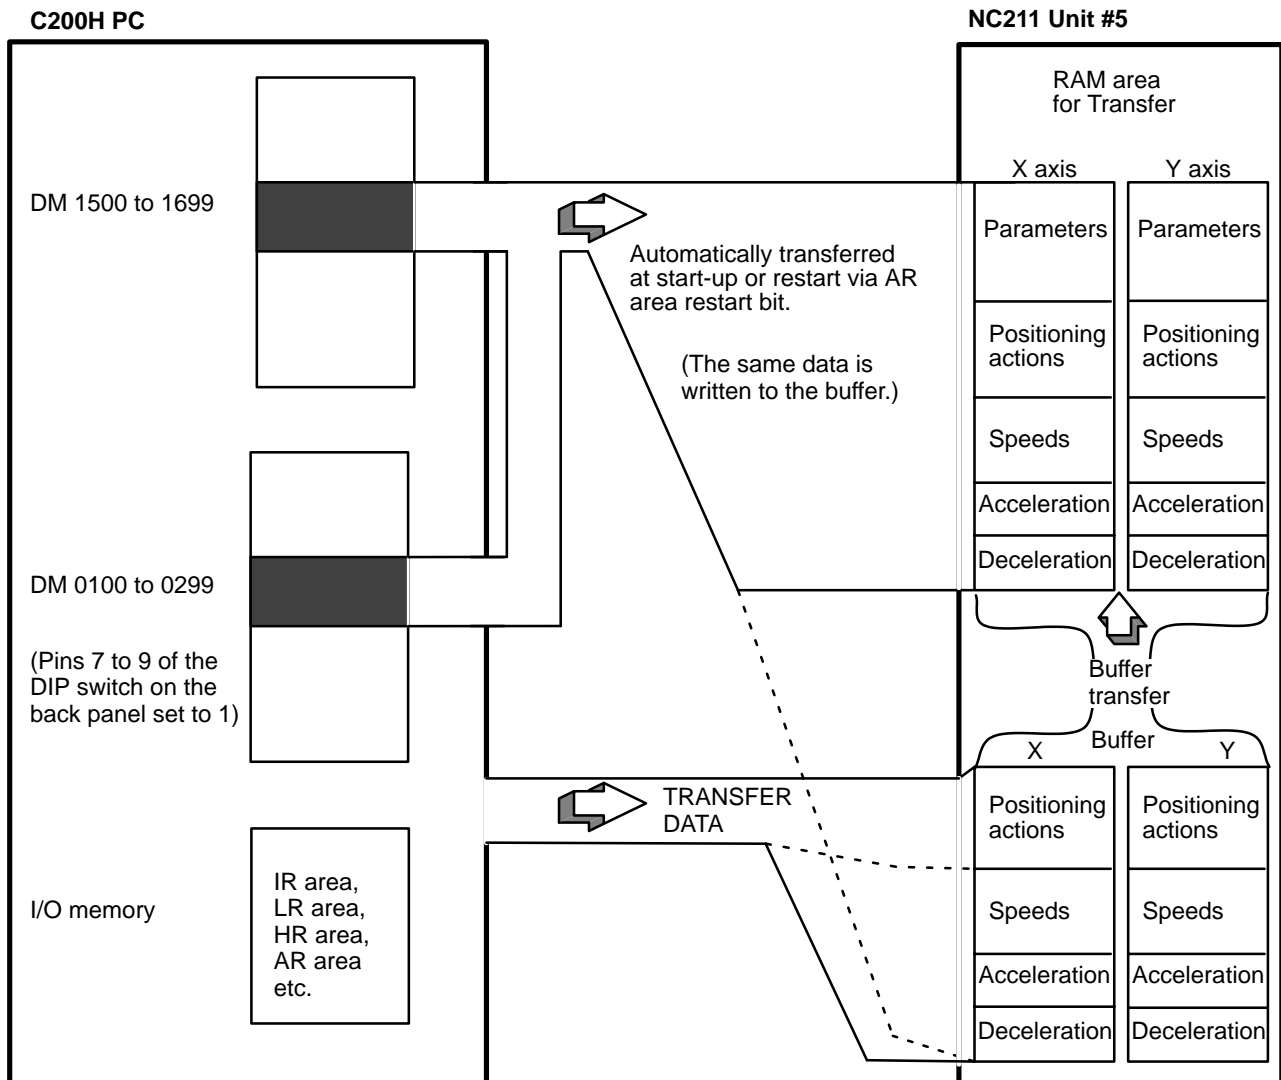 C200H PC
NC211 Unit #5
RAM area
for Transfer
X axis
Y axis
DM 1500 to 1699
Automatically transferred
at start-up or restart via AR
area restart bit.
(The same data is
written to the buffer.)
Parameters
Parameters
Positioning
actions
Positioning
actions
Speeds
Speeds
Acceleration
Acceleration
Deceleration
Deceleration
DM 0100 to 0299
(Pins 7 to 9 of the
DIP switch on the
back panel set to 1)
Buffer
transfer
Buffer
X
Y
TRANSFER
DATA
Positioning
actions
Positioning
actions
I/O memory
IR area,
LR area,
HR area,
AR area
etc.
Speeds
Speeds
Acceleration
Acceleration
Deceleration
Deceleration